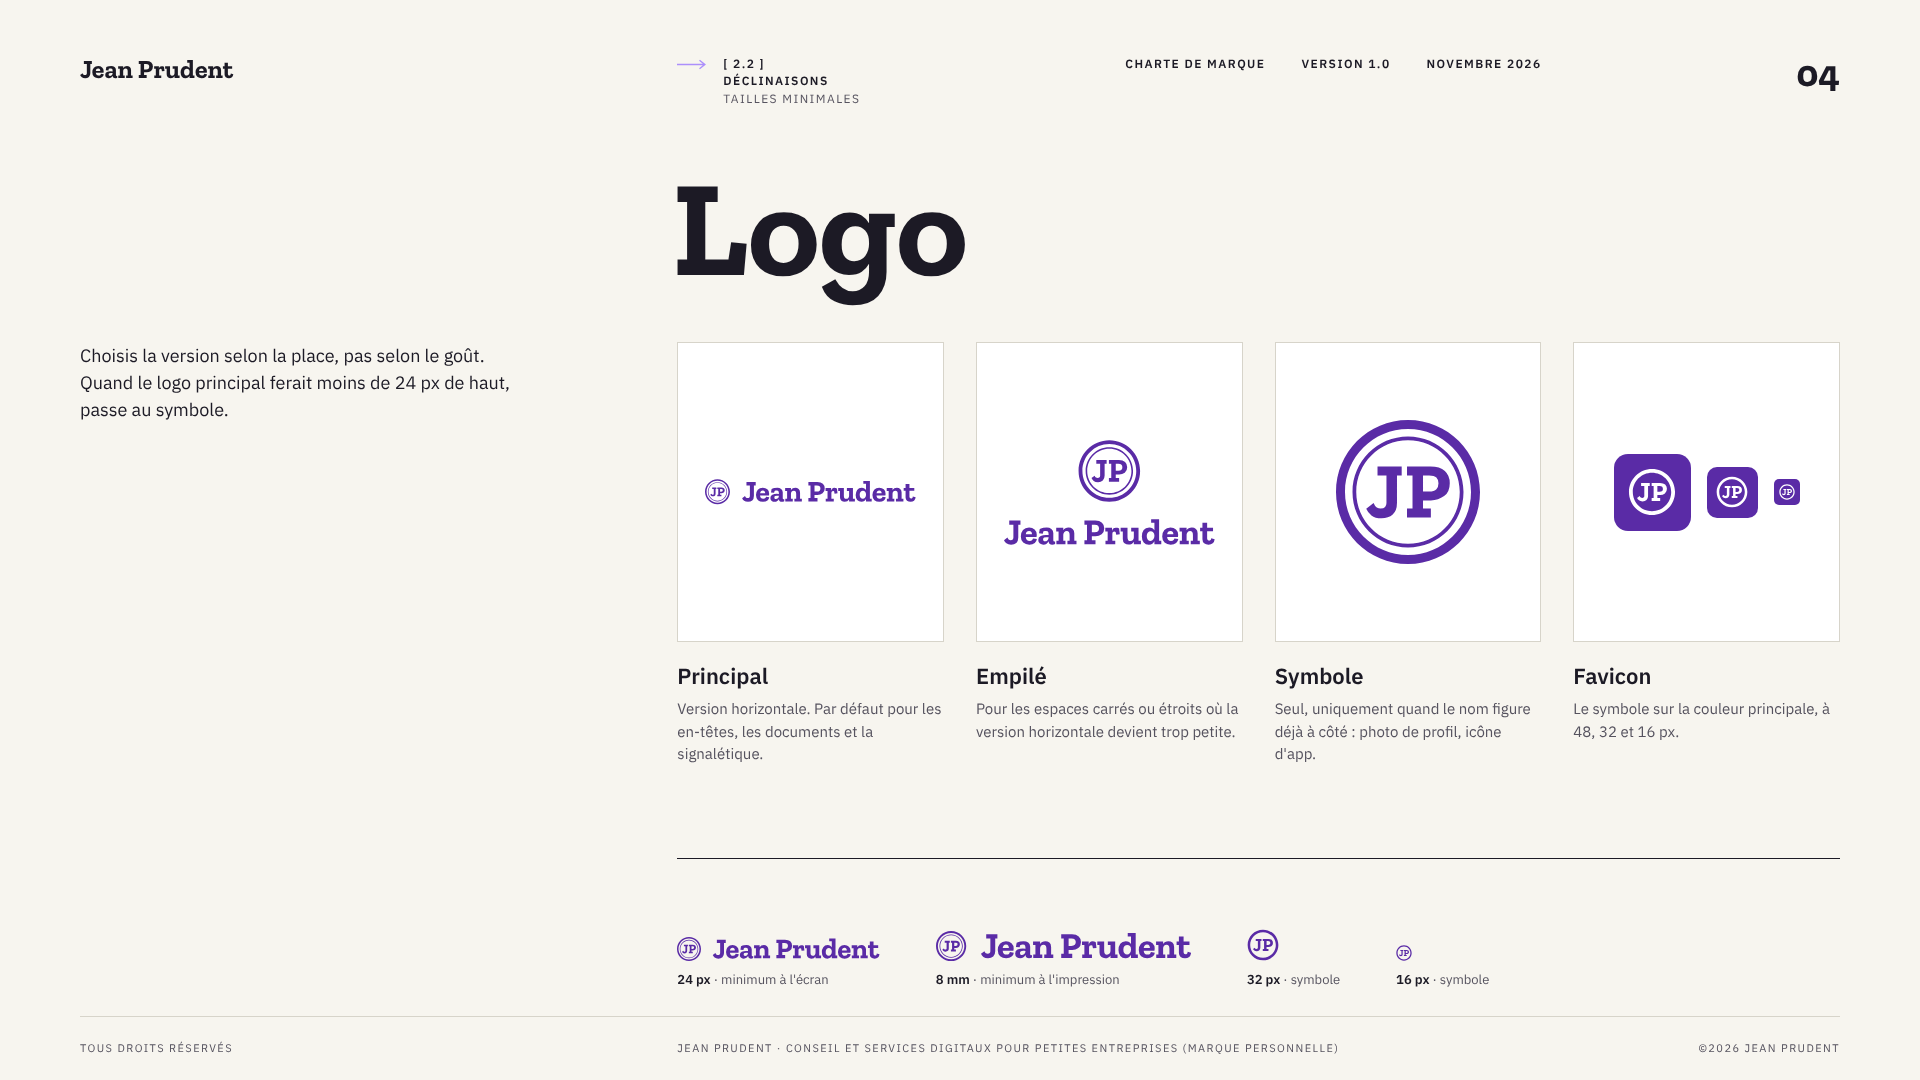 Jean Prudent
[ 2.2 ]
DÉCLINAISONS
TAILLES MINIMALES
CHARTE DE MARQUE
VERSION 1.0
NOVEMBRE 2026
04
Logo
Choisis la version selon la place, pas selon le goût.
Quand le logo principal ferait moins de 24 px de haut,
passe au symbole.
JP Jean Prudent
JP
Jean Prudent
JP
JP
JP
JP
Principal
Version horizontale. Par défaut pour les
en-têtes, les documents et la
signalétique.
Empilé
Pour les espaces carrés ou étroits où la
version horizontale devient trop petite.
Symbole
Seul, uniquement quand le nom figure
déjà à côté : photo de profil, icône
d'app.
Favicon
Le symbole sur la couleur principale, à
48, 32 et 16 px.
JP Jean Prudent
24 px · minimum à l'écran
JP Jean Prudent
8 mm · minimum à l'impression
JP
32 px · symbole
JP
16 px · symbole
TOUS DROITS RÉSERVÉS
JEAN PRUDENT · CONSEIL ET SERVICES DIGITAUX POUR PETITES ENTREPRISES (MARQUE PERSONNELLE)
©2026 JEAN PRUDENT